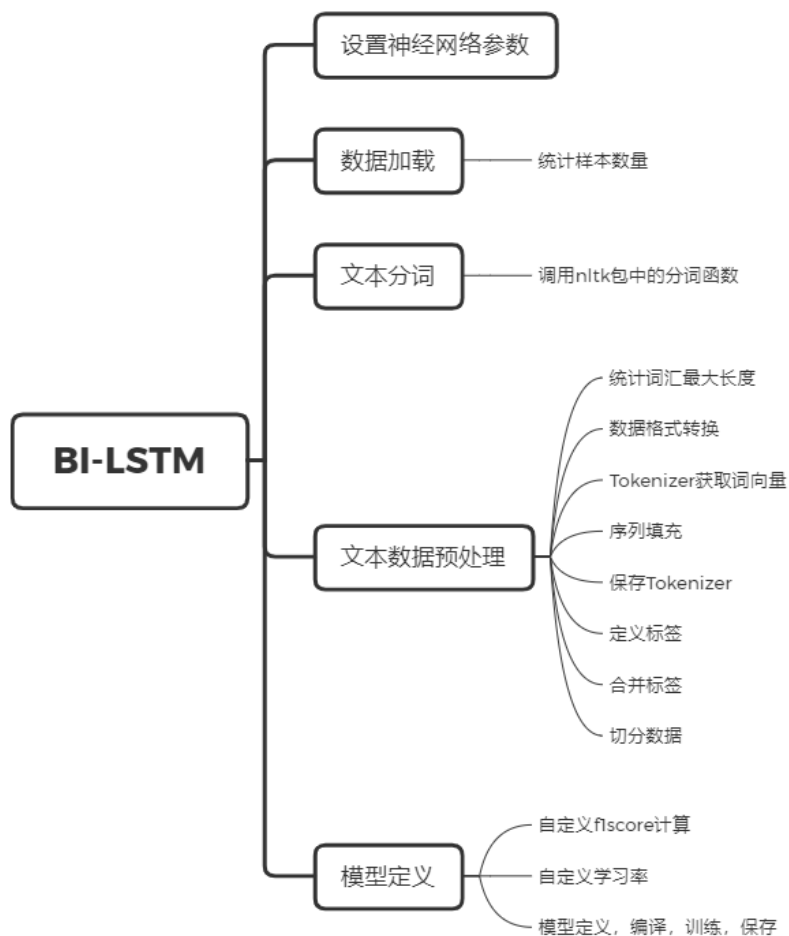 设置神经网络参数
数据加载
统计样本数量
文本分词
调用nltk包中的分词函数
BI-LSTM
文本数据预处理
统计词汇最大长度
数据格式转换
Tokenizer获取词向量
序列填充
保存Tokenizer
定义标签
合并标签
切分数据
模型定义
自定义f1score计算
自定义学习率
模型定义，编译，训练，保存